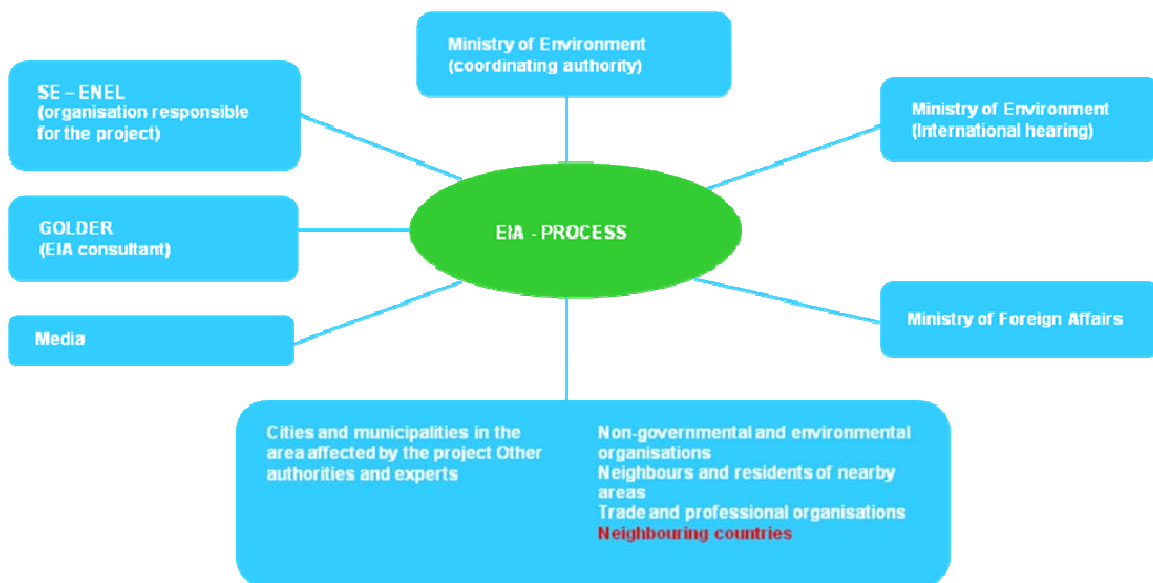 Ministry of Environment
(coordinating authority)
SE – ENEL
(organisation responsible
for the project)
Ministry of Environment
(International hearing)
GOLDER
(EIA consultant)
EIA - PROCESS
Media
Ministry of Foreign Affairs
Cities and municipalities in the
area affected by the project Other
authorities and experts
Non-governmental and environmental
organisations
Neighbours and residents of nearby
areas
Trade and professional organisations
Neighbouring countries